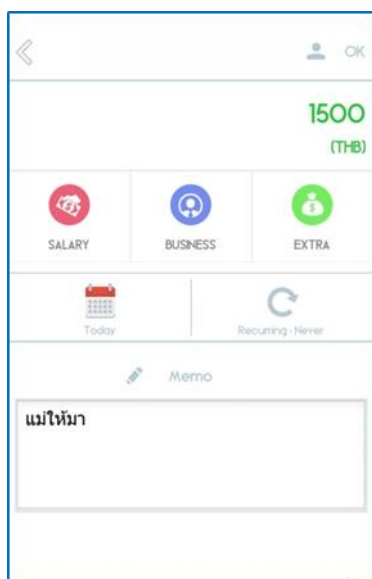 OK
1500
(THB)
SALARY BUSINESS EXTRA
Today Recurring - Never
Memo
แม่ให้มา